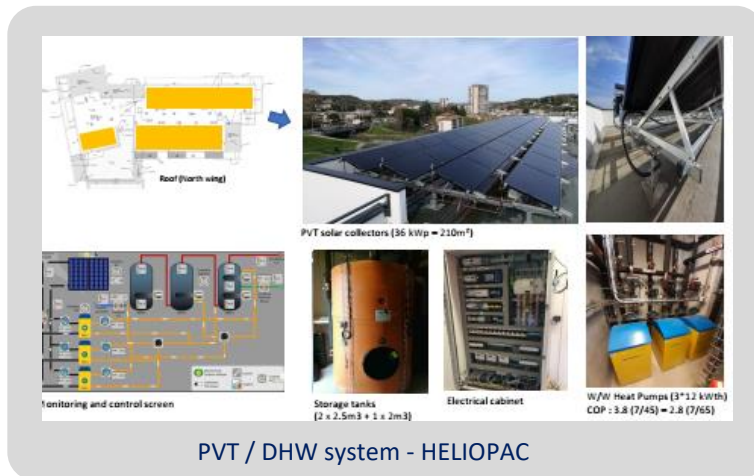 Roof (North wing)
PVT solar collectors (36 kWp = 210m²)
Monitoring and control screen
Storage tanks
(2 x 2.5m3 + 1 x 2m3)
Electrical cabinet
W/W Heat Pumps (3*12 kWth)
COP : 3.8 (7/45) = 2.8 (7/65)
PVT / DHW system - HELIOPAC